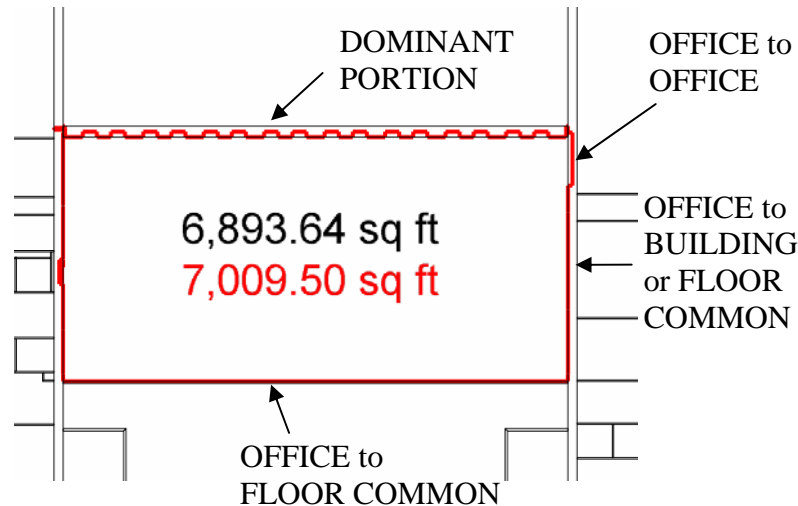 DOMINANT
PORTION
OFFICE to
OFFICE
6,893.64 sq ft
7,009.50 sq ft
OFFICE to
BUILDING
or FLOOR
COMMON
OFFICE to
FLOOR COMMON